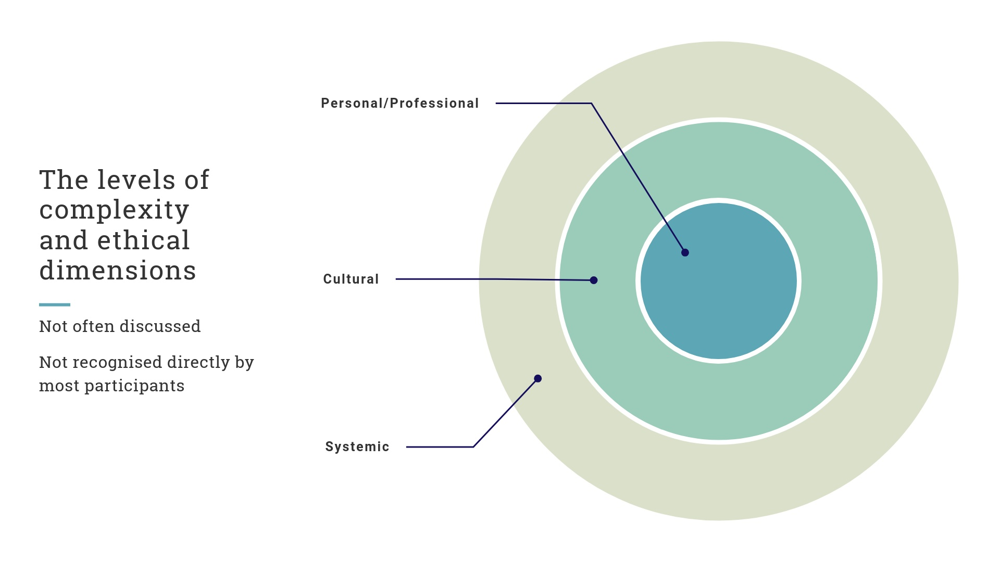 The levels of
complexity
and ethical
dimensions
Not often discussed
Not recognised directly by
most participants
Personal/Professional
Cultural
Systemic